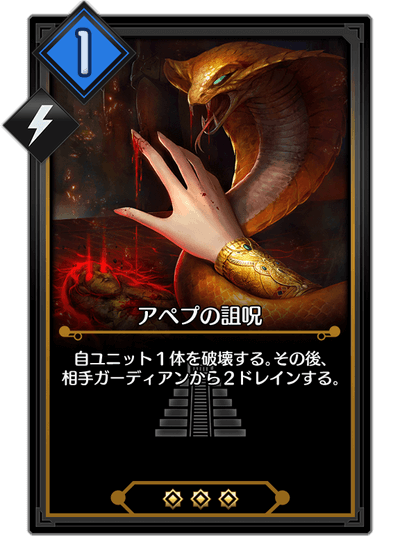 1
アペプの詛呪
自ユニット1体を破壊する。その後、
相手ガーディアンから2ドレインする。